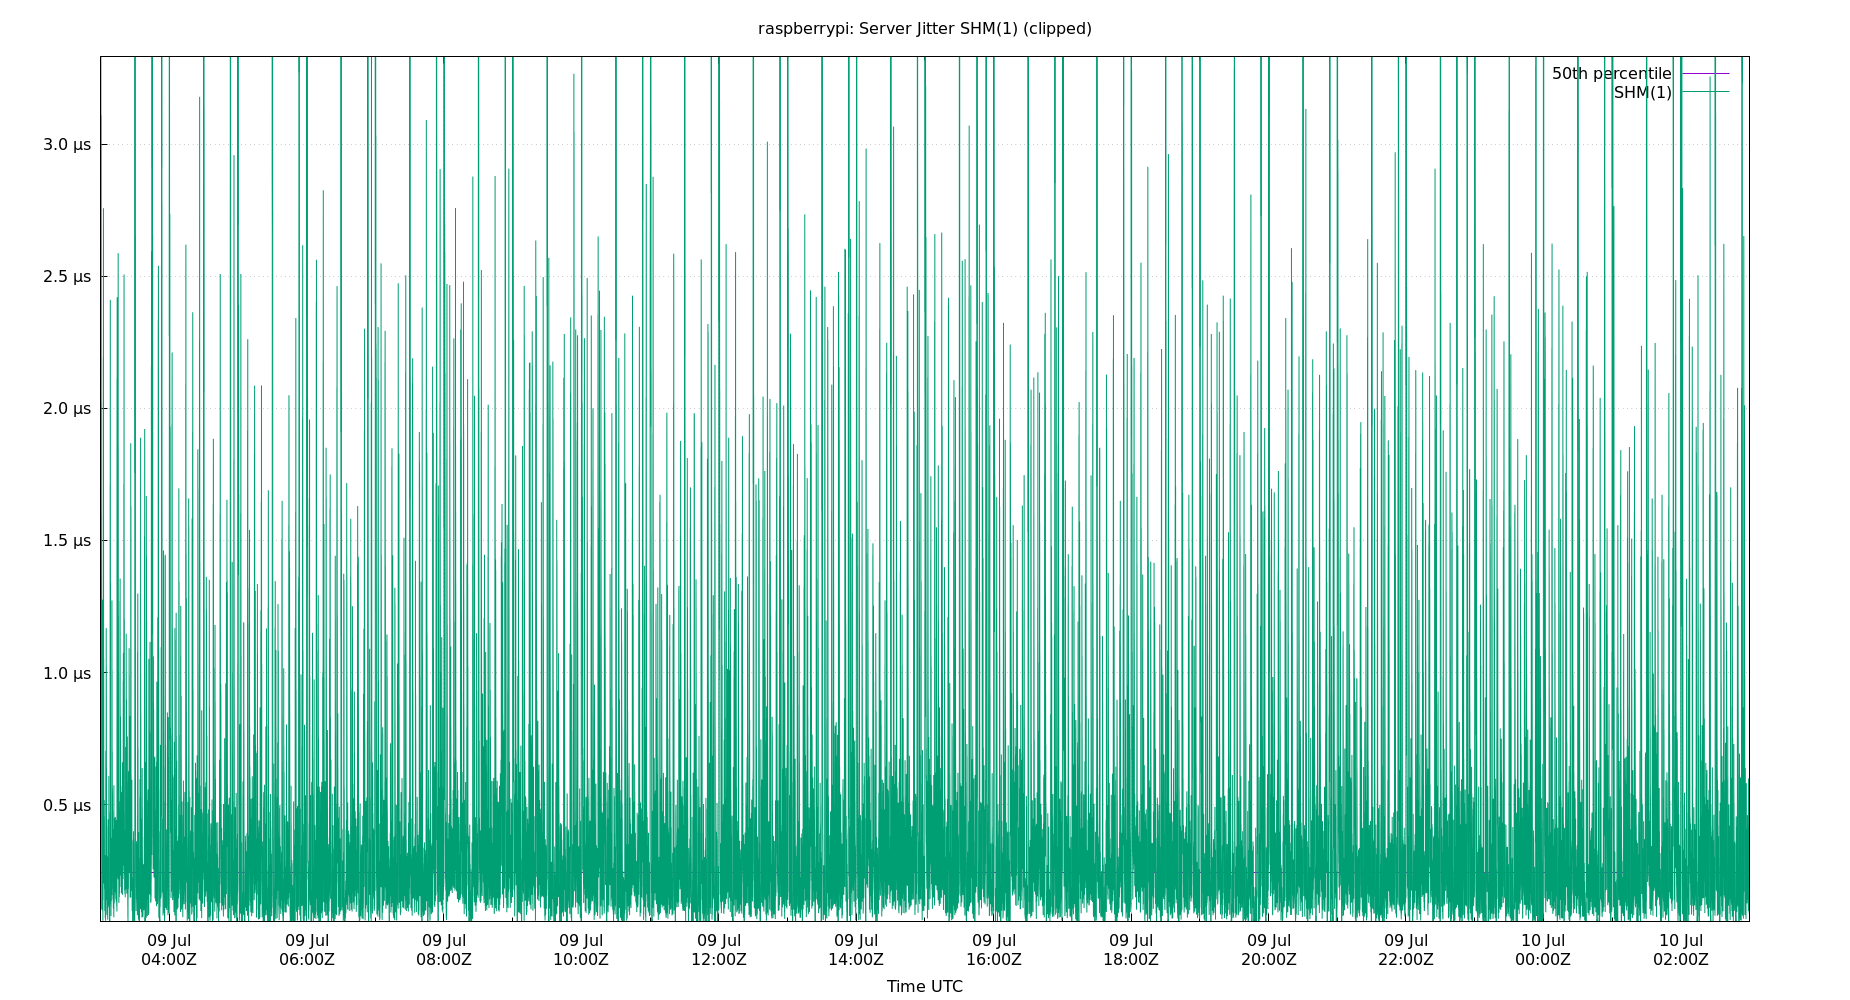 raspberrypi: Server Jitter SHM(1) (clipped)
50th percentile
SHM(1)
3.0 µs
2.5 µs
2.0 µs
1.5 µs
1.0 µs
0.5 µs
09 Jul 09 Jul 09 Jul 09 Jul 09 Jul 09 Jul 09 Jul 09 Jul 09 Jul 09 Jul 10 Jul 10 Jul
04:00Z 06:00Z 08:00Z 10:00Z 12:00Z 14:00Z 16:00Z 18:00Z 20:00Z 22:00Z 00:00Z 02:00Z
Time UTC